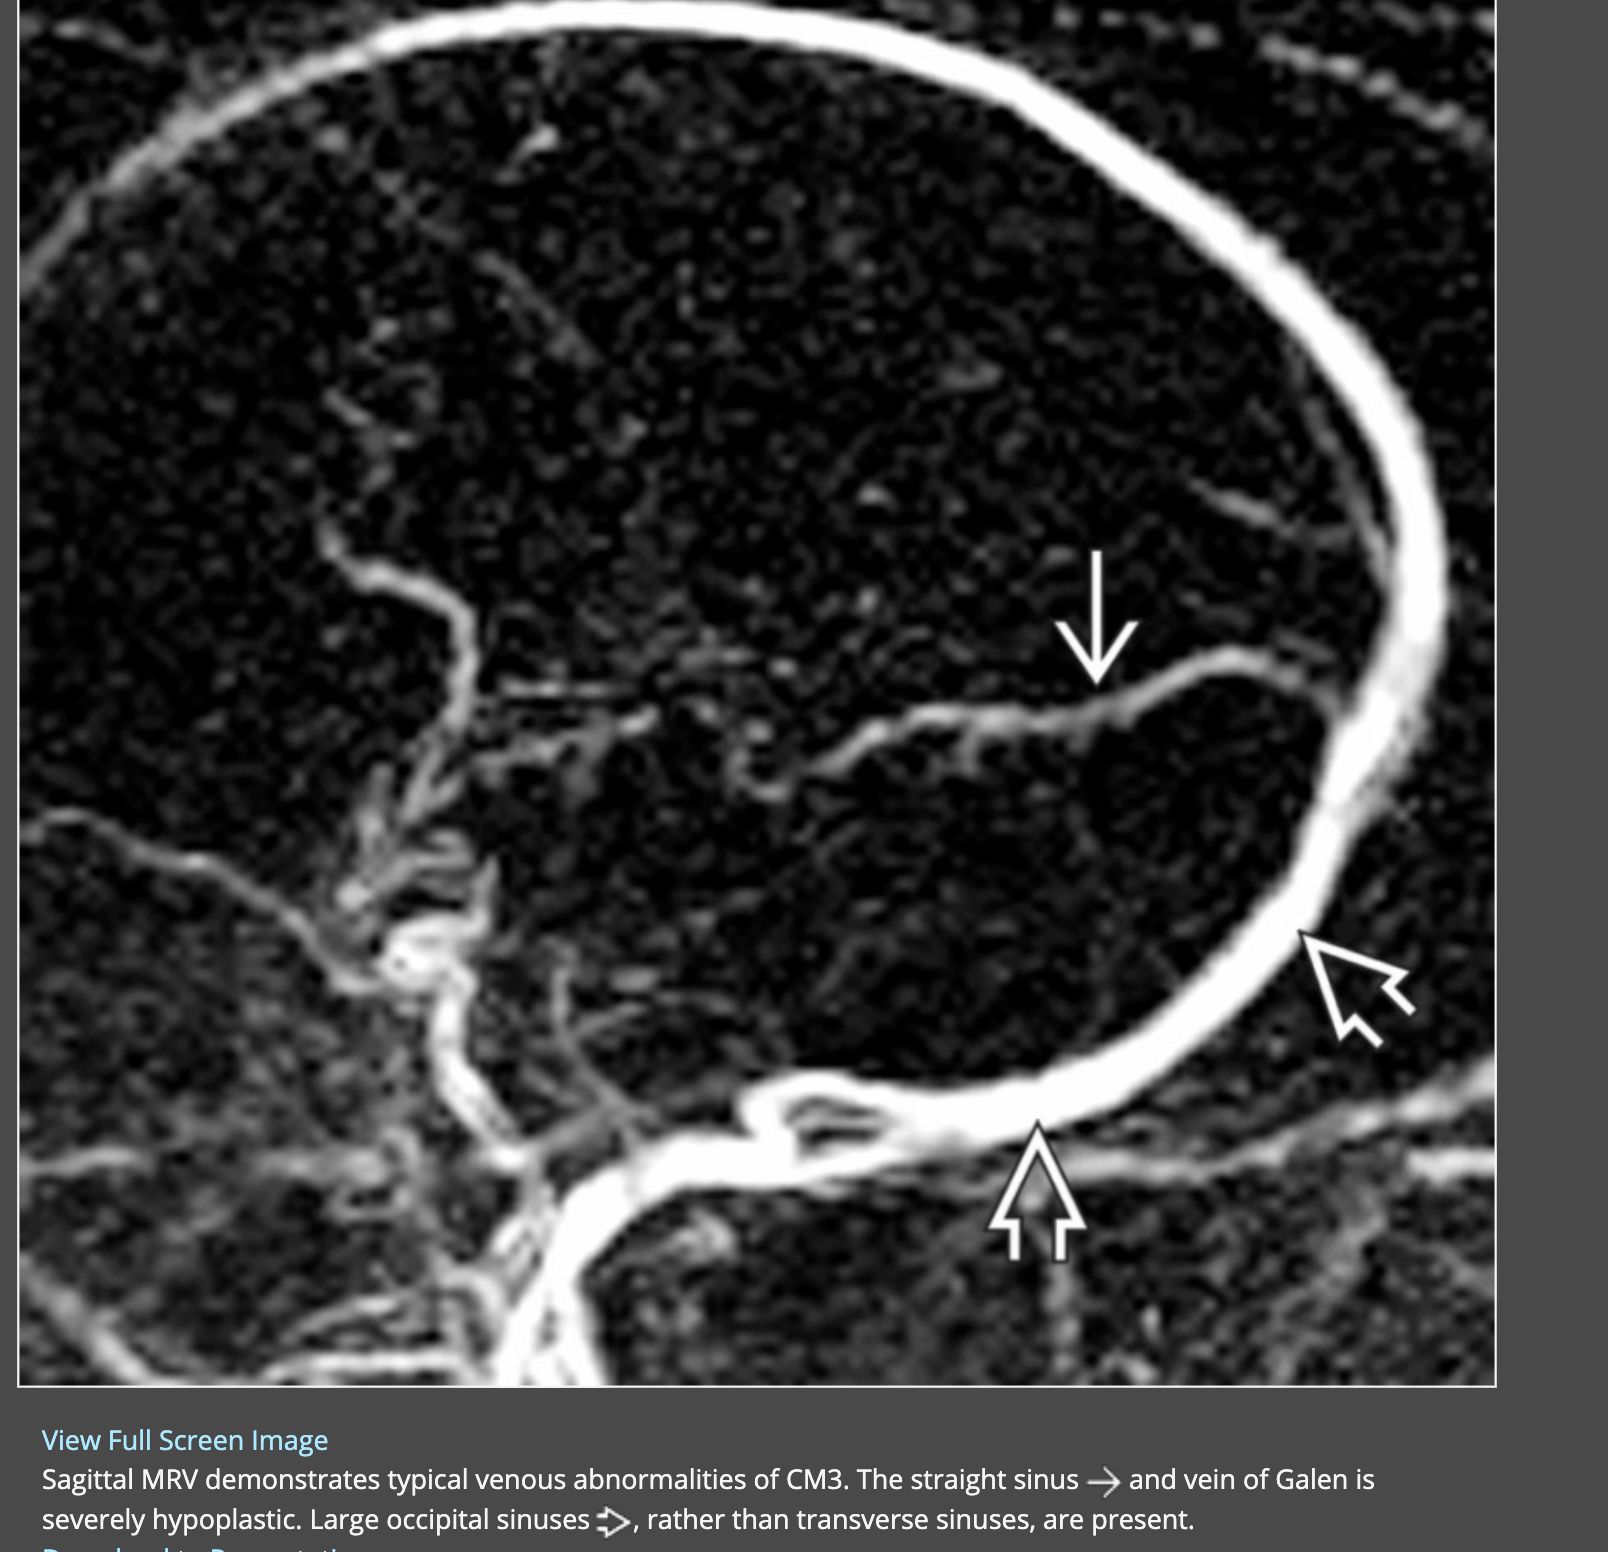 View Full Screen Image
Sagittal MRV demonstrates typical venous abnormalities of CM3. The straight sinus → and vein of Galen is
severely hypoplastic. Large occipital sinuses ⇨, rather than transverse sinuses, are present.